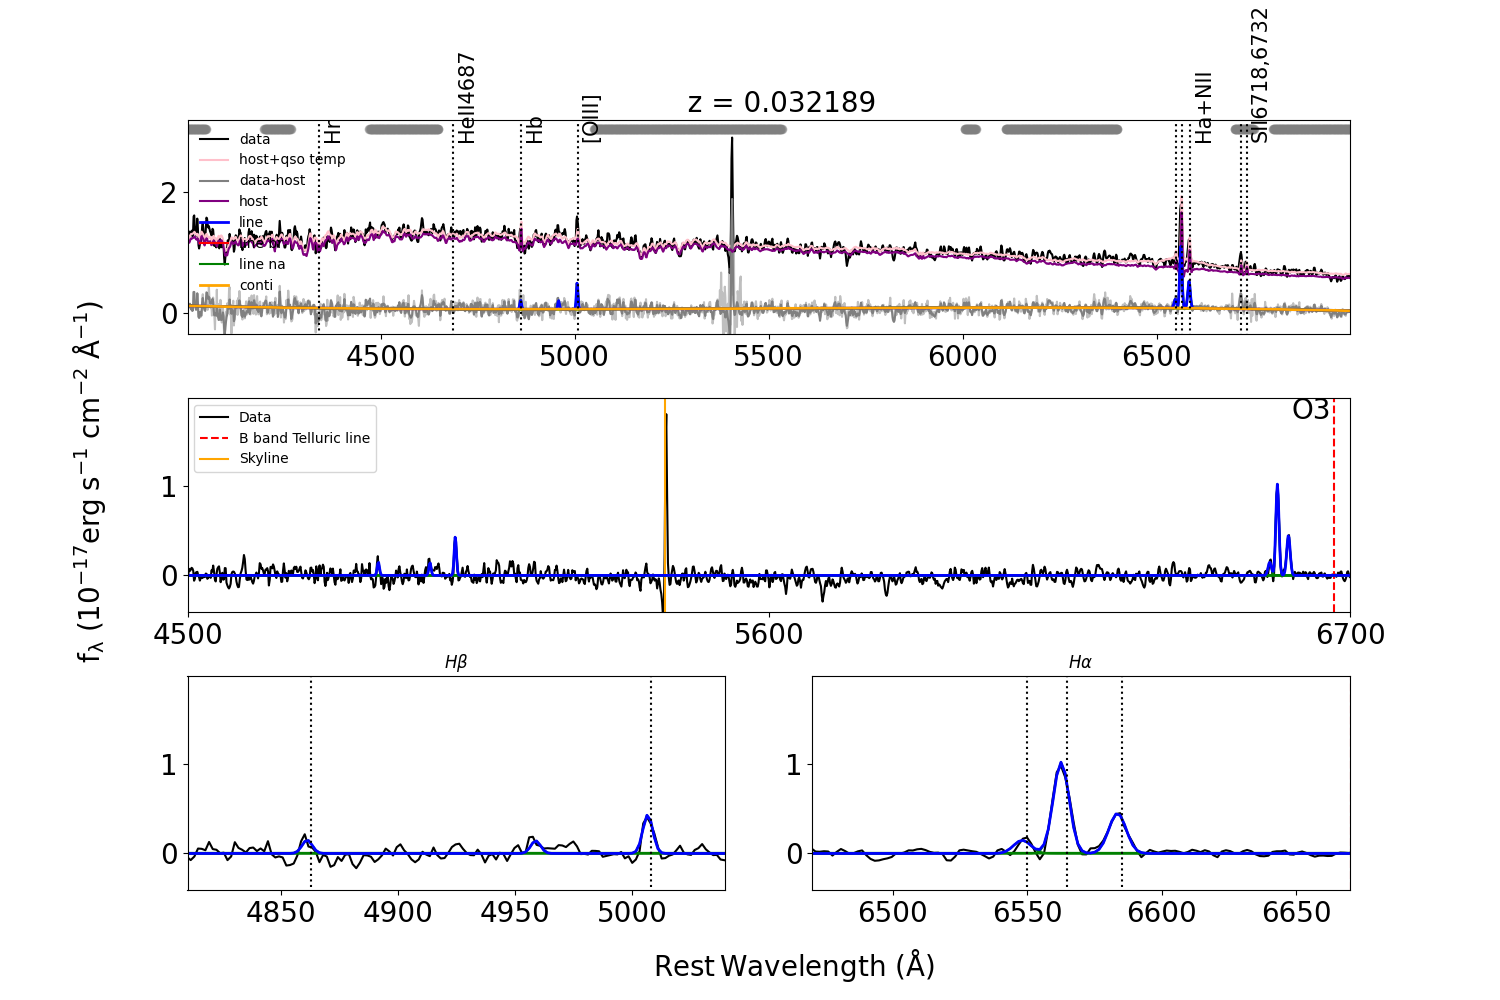 z = 0.032189
Hr
HeII4687
Hb
[OIII]
Ha+NII
SII6718,6732
data
host+qso temp
data-host
host
line
line na
conti
2
0
4500 5000 5500 6000 6500
Data
B band Telluric line
Skyline
O3
1
0
4500 5600 6700
fλ (10⁻¹⁷erg s⁻¹ cm⁻² Å⁻¹)
Hβ
1
0
4850 4900 4950 5000
Hα
1
0
6500 6550 6600 6650
Rest Wavelength (Å)